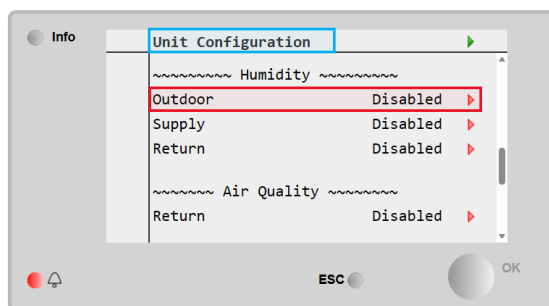 Info
Unit Configuration
~~~~~~~~~ Humidity ~~~~~~~~~
Outdoor Disabled
Supply Disabled
Return Disabled
~~~~~~~ Air Quality ~~~~~~~~
Return Disabled
ESC
OK